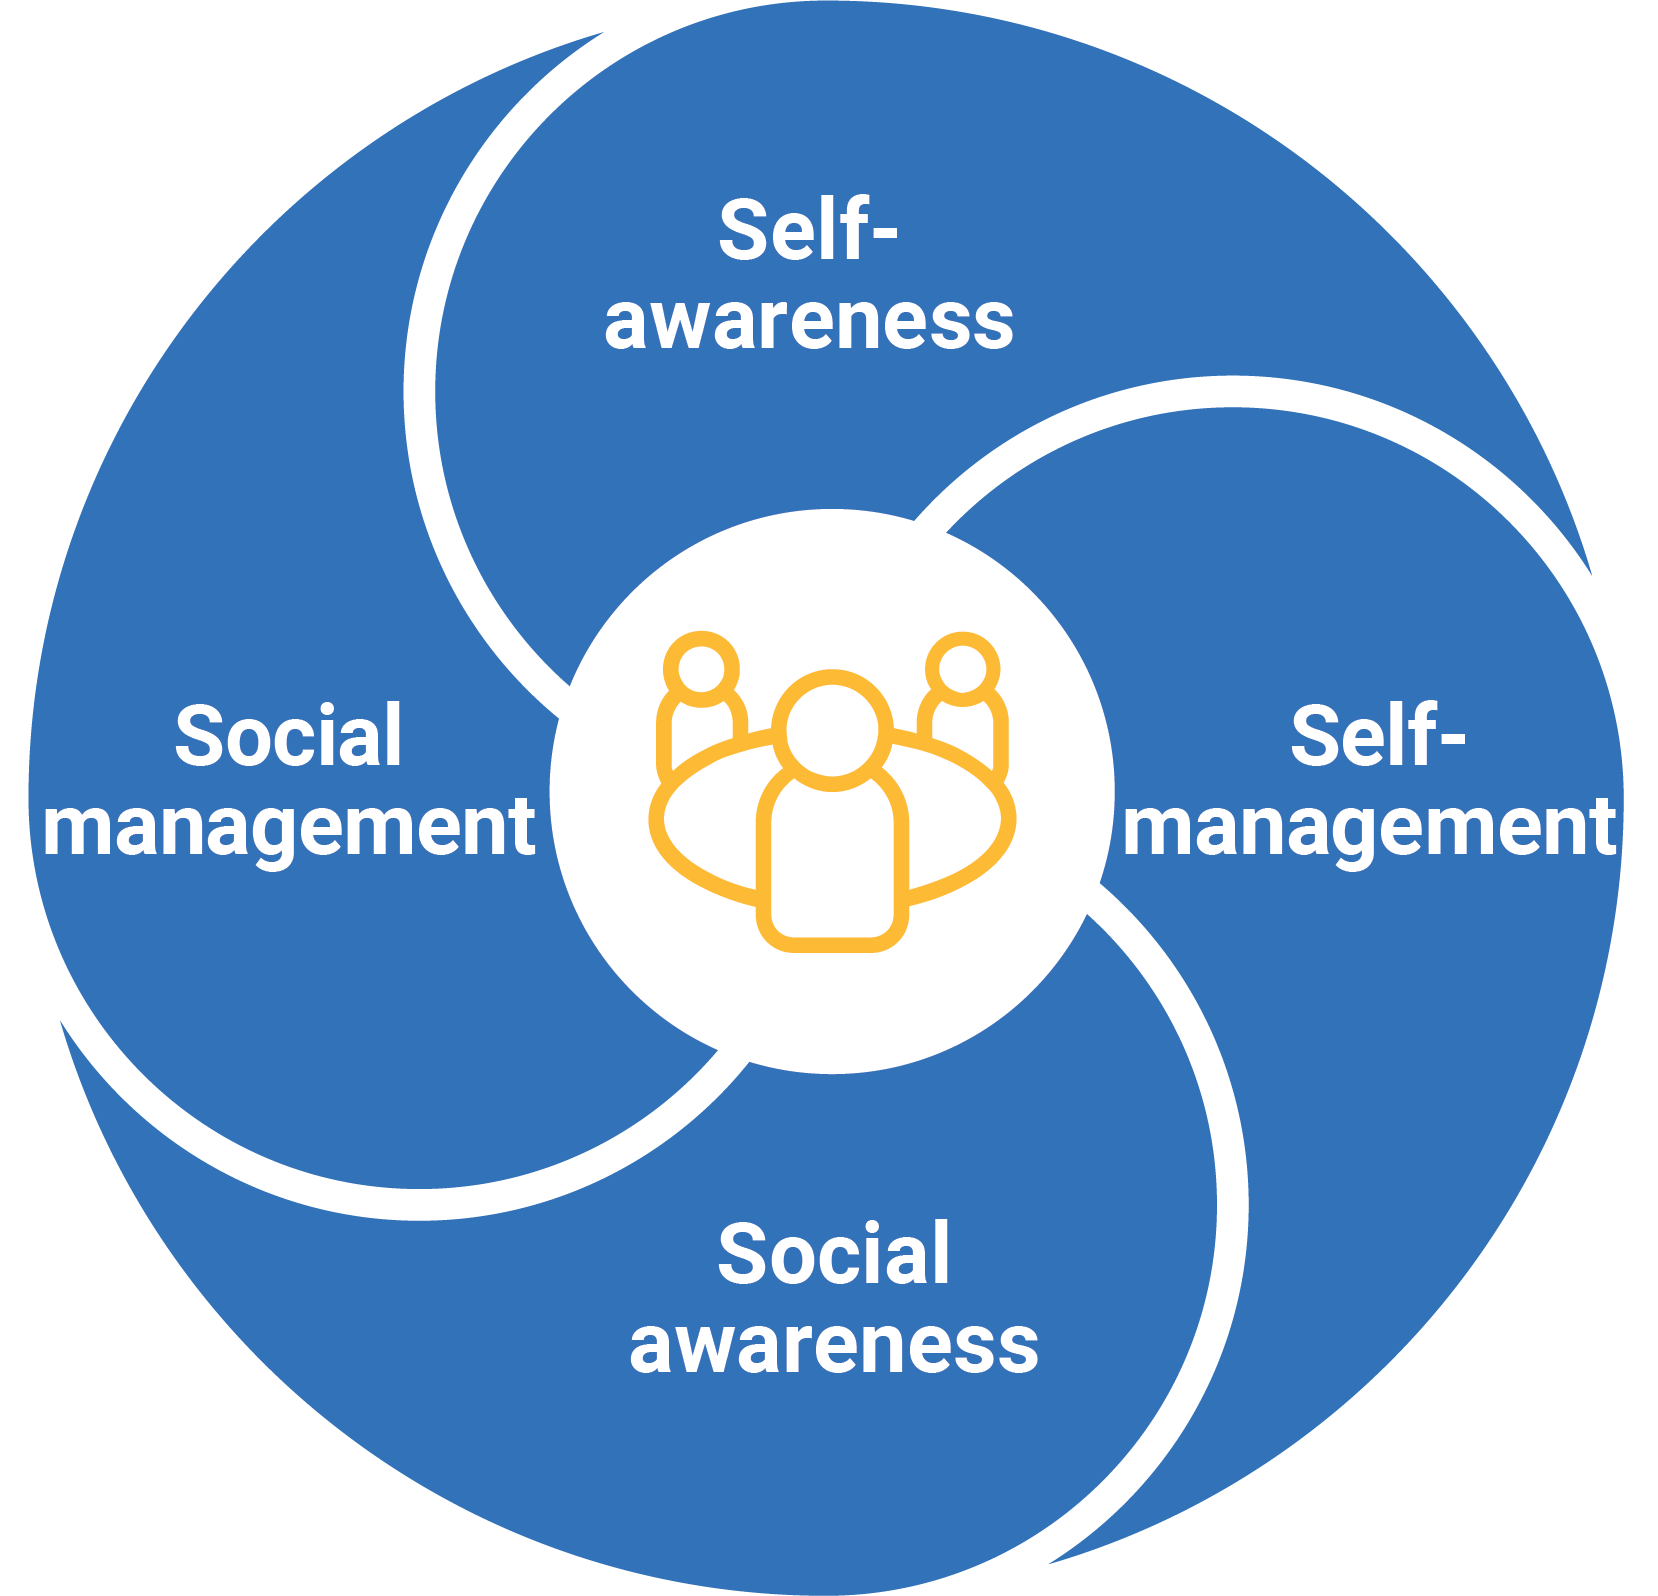 Self-
awareness
Social
management
Self-
management
Social
awareness